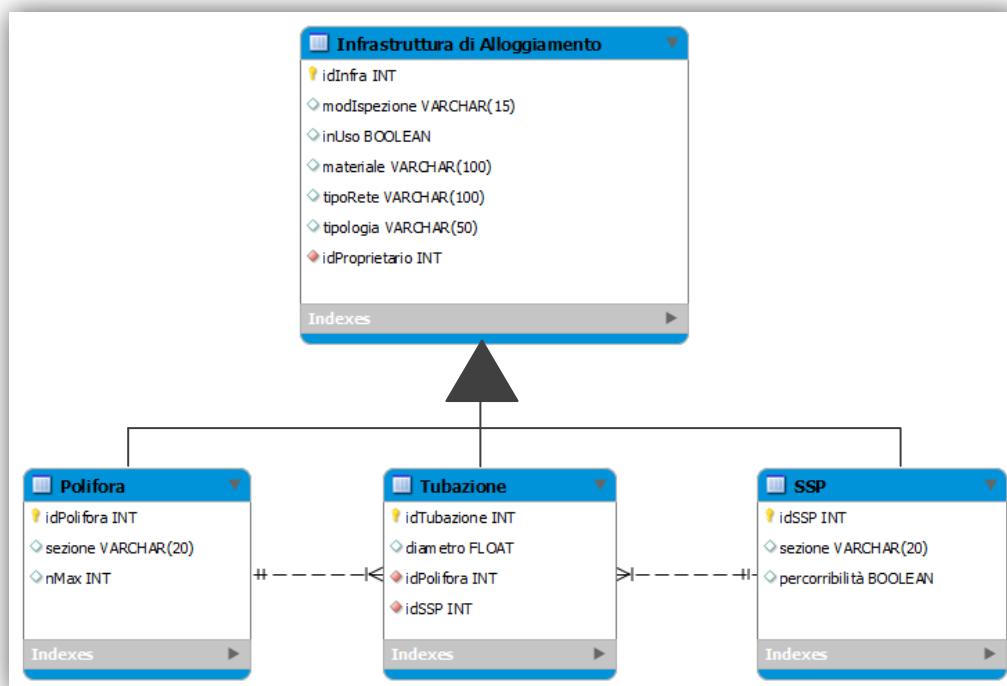 Infrastruttura di Alloggiamento
idInfra INT
modIspezione VARCHAR(15)
inUso BOOLEAN
materiale VARCHAR(100)
tipoRete VARCHAR(100)
tipologia VARCHAR(50)
idProprietario INT
Indexes
Polifora
idPolifora INT
sezione VARCHAR(20)
nMax INT
Indexes
Tubazione
idTubazione INT
diametro FLOAT
idPolifora INT
idSSP INT
Indexes
SSP
idSSP INT
sezione VARCHAR(20)
percorribilità BOOLEAN
Indexes